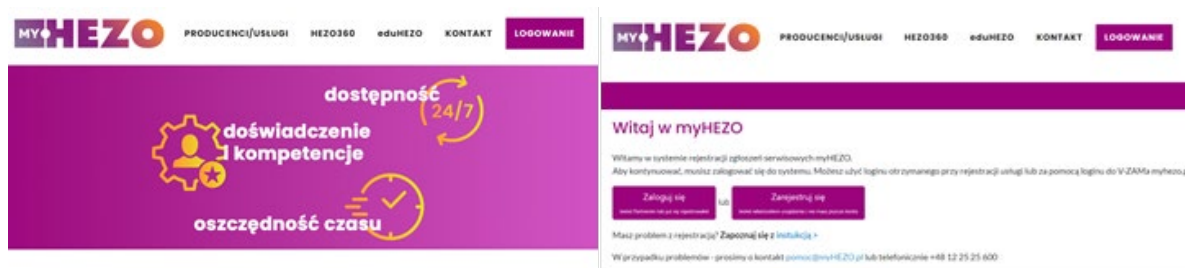 MY HEZO
PRODUCENCI/USŁUGI HEZO360 eduHEZO KONTAKT LOGOWANIE
dostępność
24/7
doświadczenie
i kompetencje
oszczędność czasu
MY HEZO
PRODUCENCI/USŁUGI HEZO360 eduHEZO KONTAKT LOGOWANIE
Witaj w myHEZO
Witamy w systemie rejestracji zgłoszeń serwisowych myHEZO.
Aby kontynuować, musisz zalogować się do systemu. Możesz użyć loginu otrzymanego przy rejestracji usługi lub za pomocą loginu do V-ZAMa myhezo.p
Zaloguj się lub Zarejestruj się
Masz problem z rejestracją? Zapoznaj się z instukcją >
W przypadku problemów - prosimy o kontakt pomoc@myHEZO.pl lub telefonicznie +48 12 25 25 600